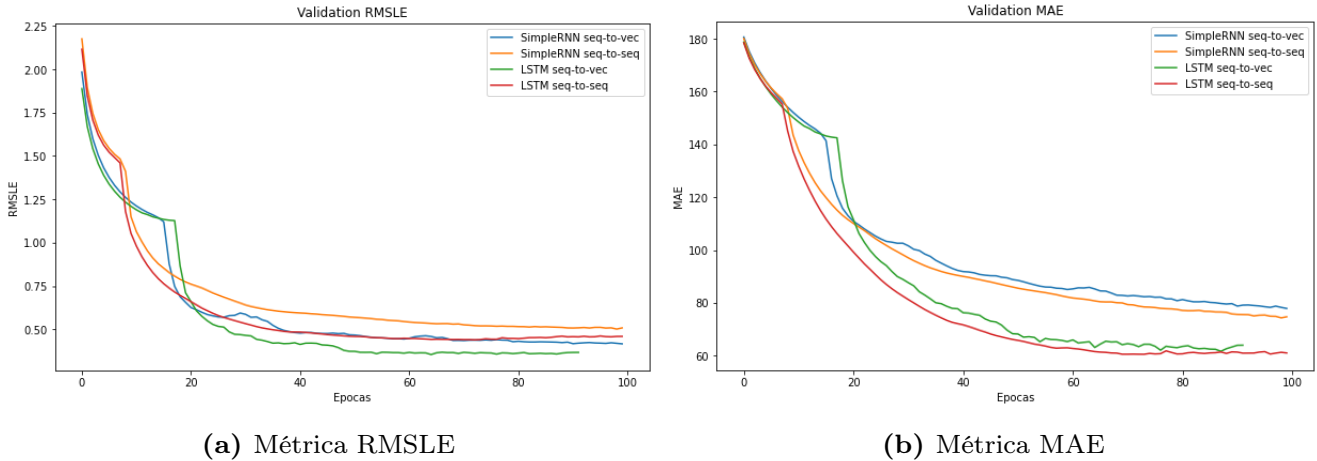 Validation RMSLE
2.25
2.00
1.75
1.50
1.25
1.00
0.75
0.50
RMSLE
SimpleRNN seq-to-vec
SimpleRNN seq-to-seq
LSTM seq-to-vec
LSTM seq-to-seq
0 20 40 60 80 100
Epocas
(a) Métrica RMSLE
Validation MAE
180
160
140
120
100
80
60
MAE
SimpleRNN seq-to-vec
SimpleRNN seq-to-seq
LSTM seq-to-vec
LSTM seq-to-seq
0 20 40 60 80 100
Epocas
(b) Métrica MAE